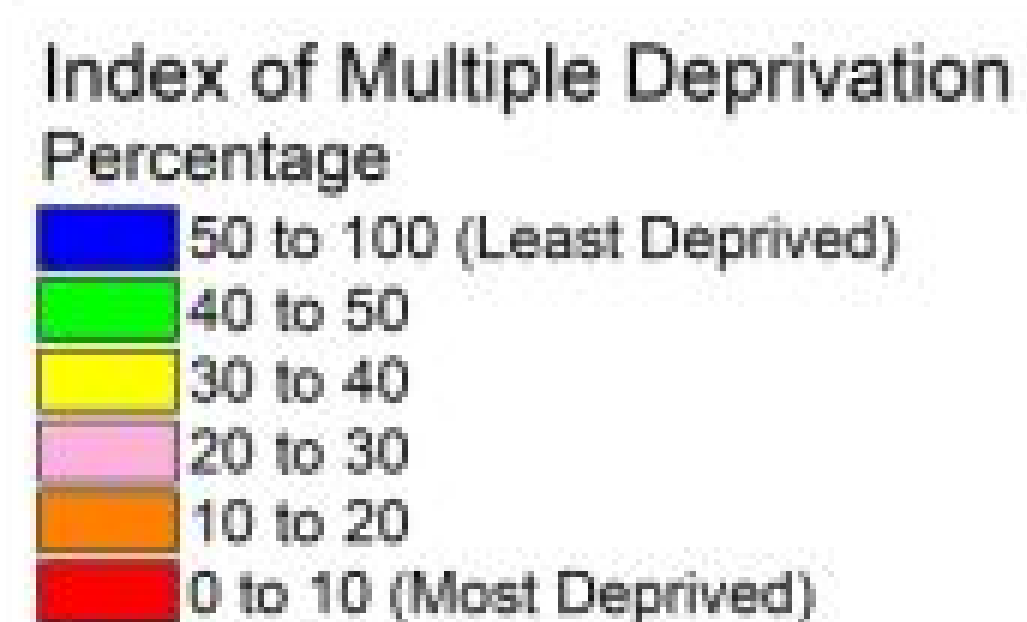 Index of Multiple Deprivation
Percentage
50 to 100 (Least Deprived)
40 to 50
30 to 40
20 to 30
10 to 20
0 to 10 (Most Deprived)